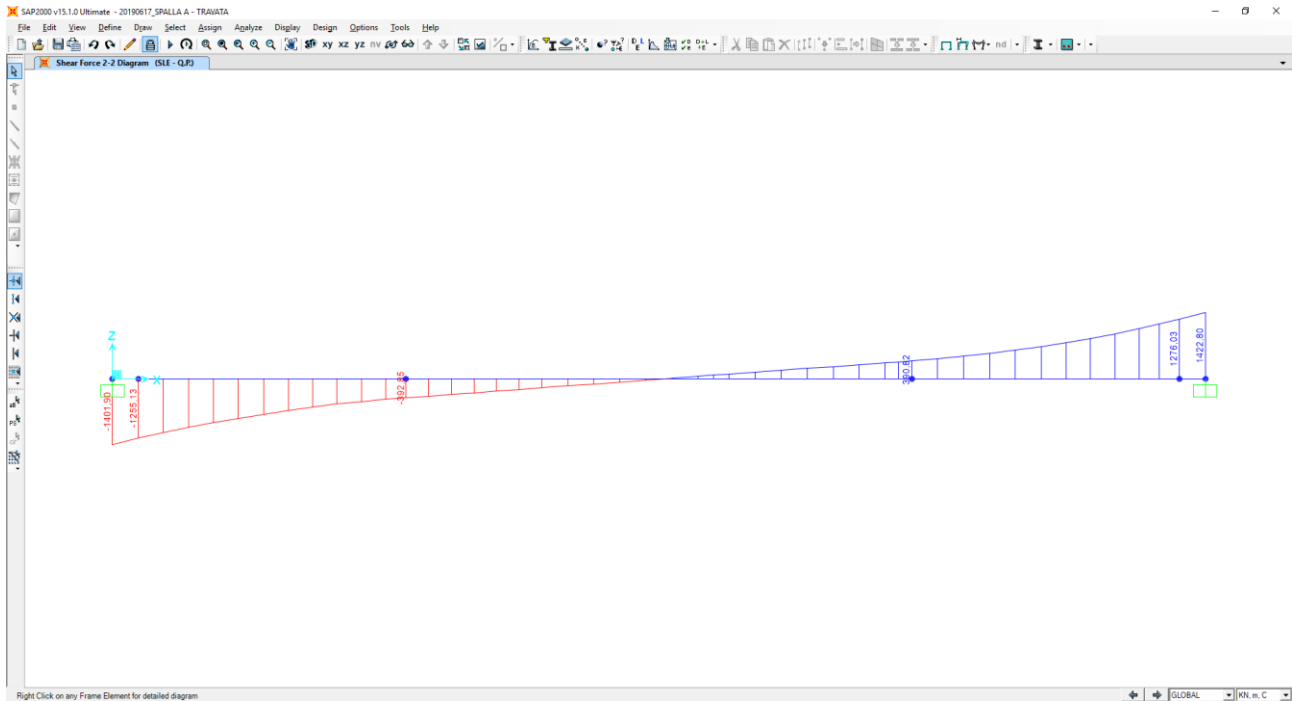 SAP2000 v15.1.0 Ultimate - 20190617_SPALLA A - TRAVATA
File Edit View Define Draw Select Assign Analyze Display Design Options Tools Help
xy xz yz nv nd
Shear Force 2-2 Diagram (SLE - Q.P.)
Z
X
-1401,90
-1255,13
-392,85
390,82
1276,03
1422,80
Right Click on any Frame Element for detailed diagram
GLOBAL
KN, m, C